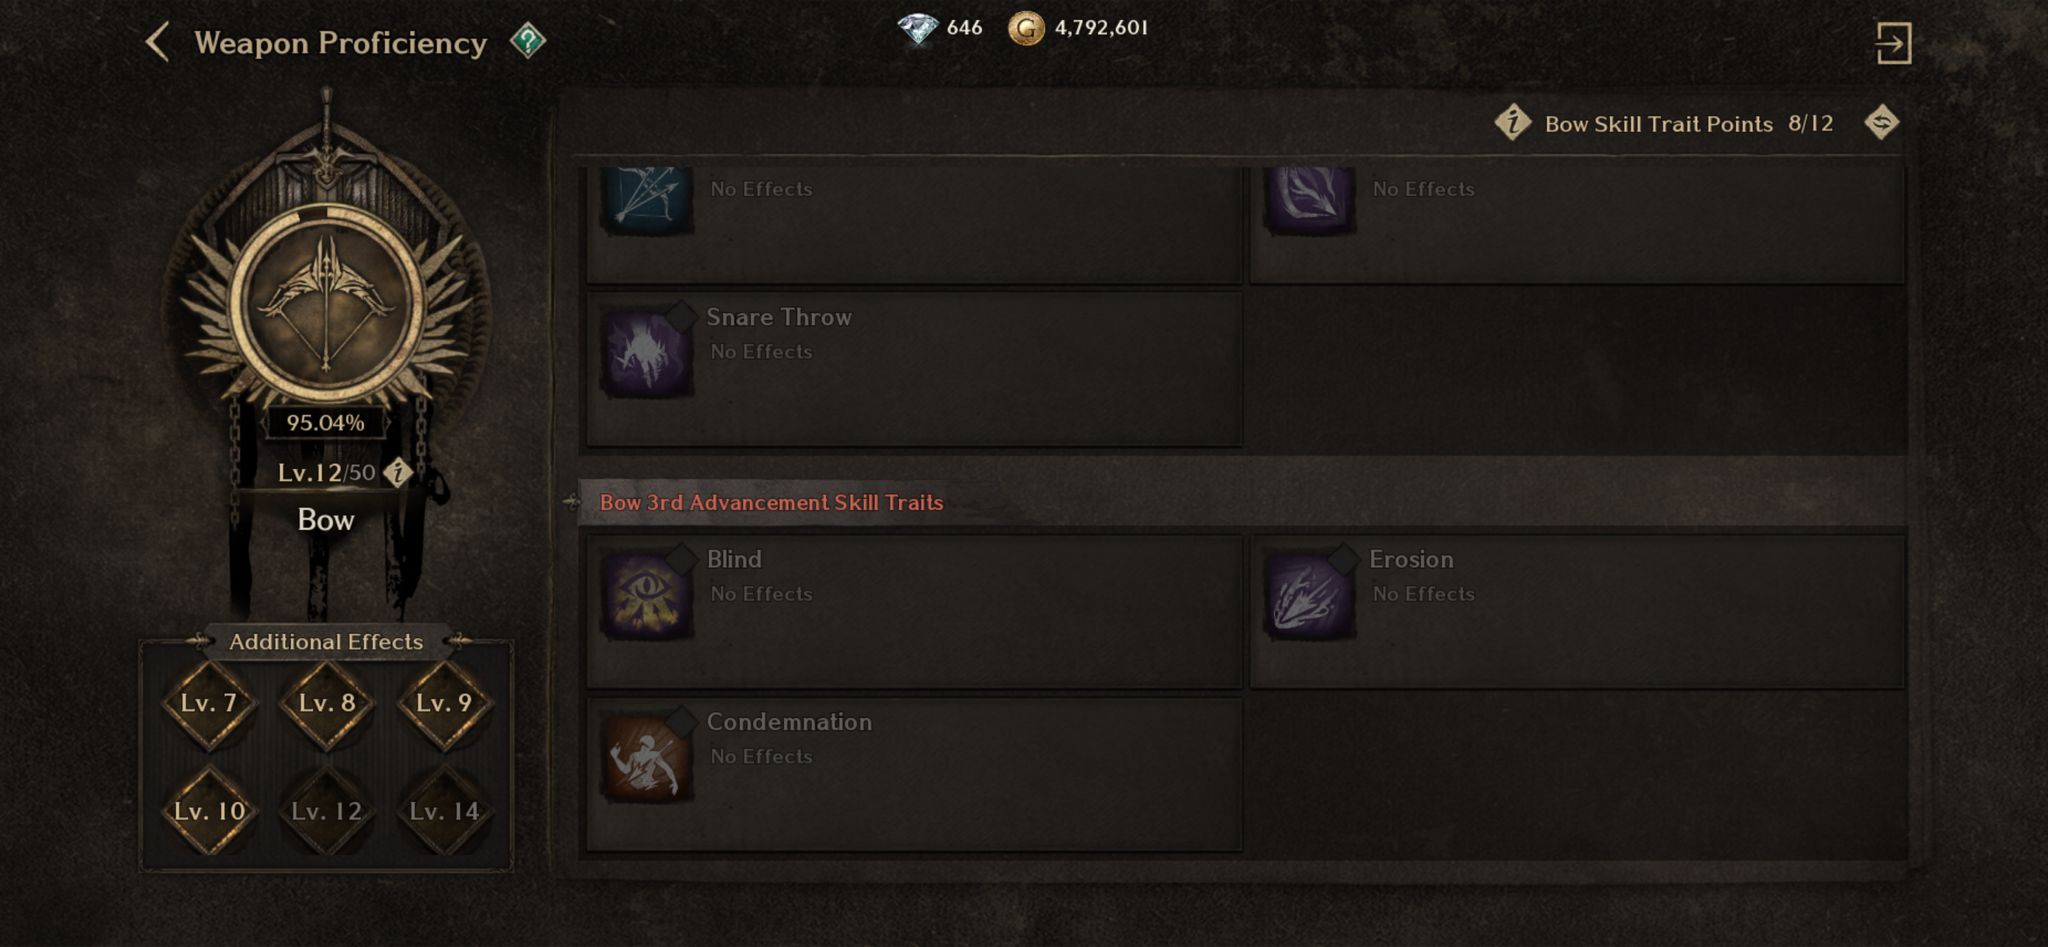 Weapon Proficiency
?
646
G
4,792,601
i
Bow Skill Trait Points 8/12
No Effects
No Effects
Snare Throw
No Effects
95.04%
Lv.12/50
i
Bow
Bow 3rd Advancement Skill Traits
Blind
No Effects
Erosion
No Effects
Condemnation
No Effects
Additional Effects
Lv. 7
Lv. 8
Lv. 9
Lv. 10
Lv. 12
Lv. 14